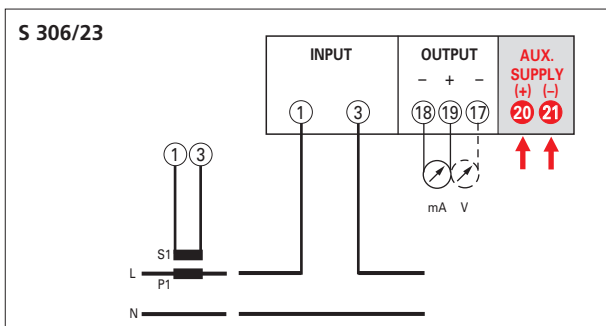 S 306/23
INPUT
OUTPUT
AUX.
SUPPLY
– + –
(+) (–)
1 3
18 19 17
20 21
1 3
mA V
S1
L
P1
N